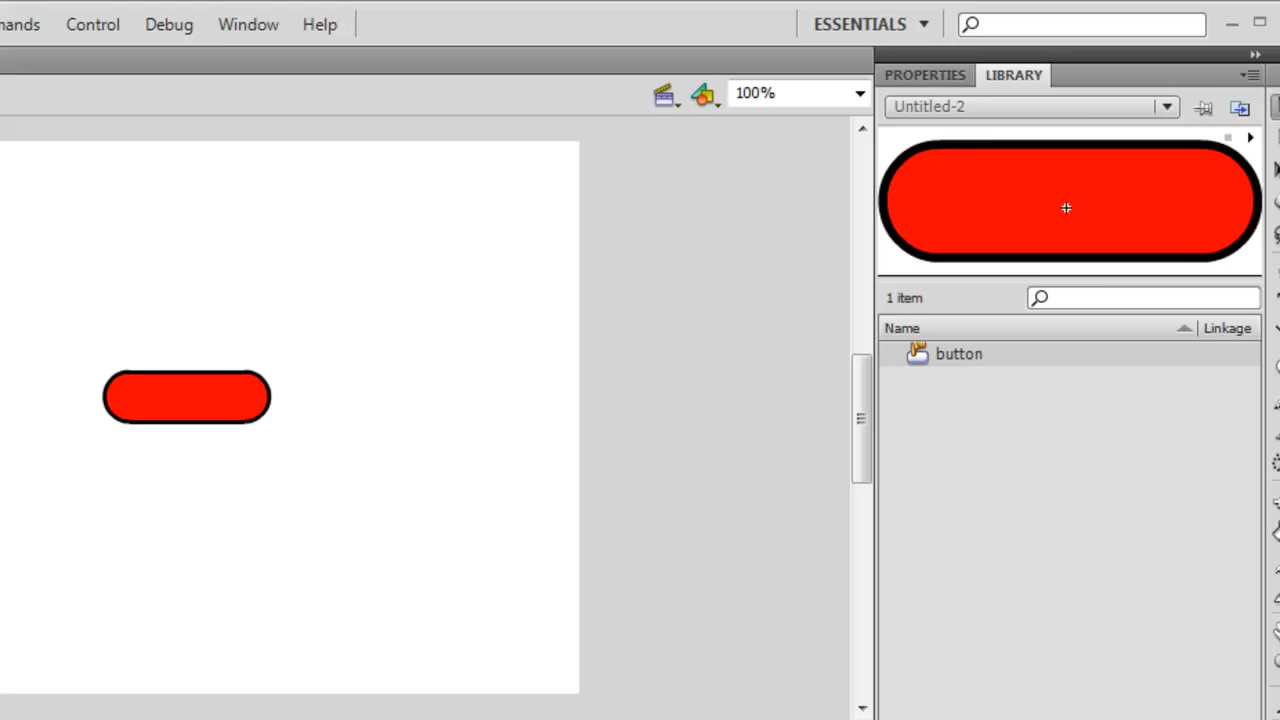 nands Control Debug Window Help ESSENTIALS
PROPERTIES LIBRARY
100%
Untitled-2
1 item
Name Linkage
button